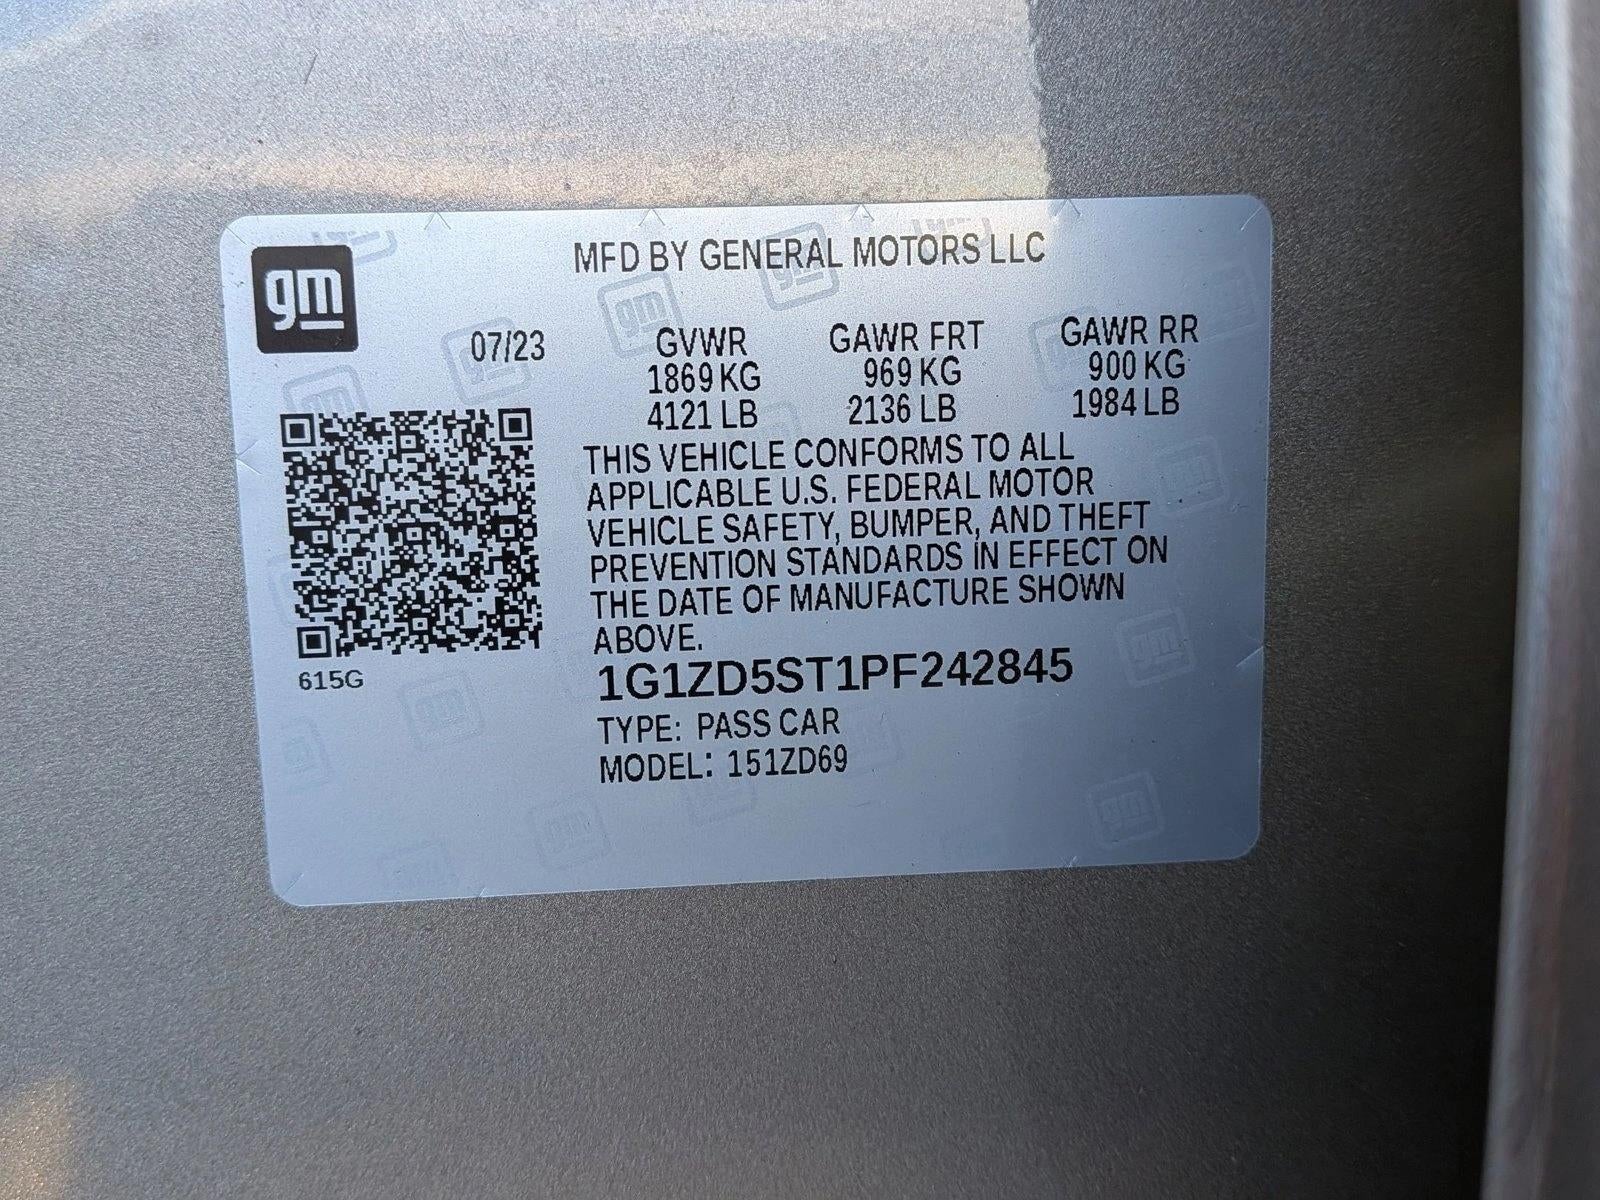 gm
MFD BY GENERAL MOTORS LLC
07/23
GVWR GAWR FRT GAWR RR
1869 KG 969 KG 900 KG
4121 LB 2136 LB 1984 LB
THIS VEHICLE CONFORMS TO ALL
APPLICABLE U.S. FEDERAL MOTOR
VEHICLE SAFETY, BUMPER, AND THEFT
PREVENTION STANDARDS IN EFFECT ON
THE DATE OF MANUFACTURE SHOWN
ABOVE.
615G
1G1ZD5ST1PF242845
TYPE: PASS CAR
MODEL: 151ZD69